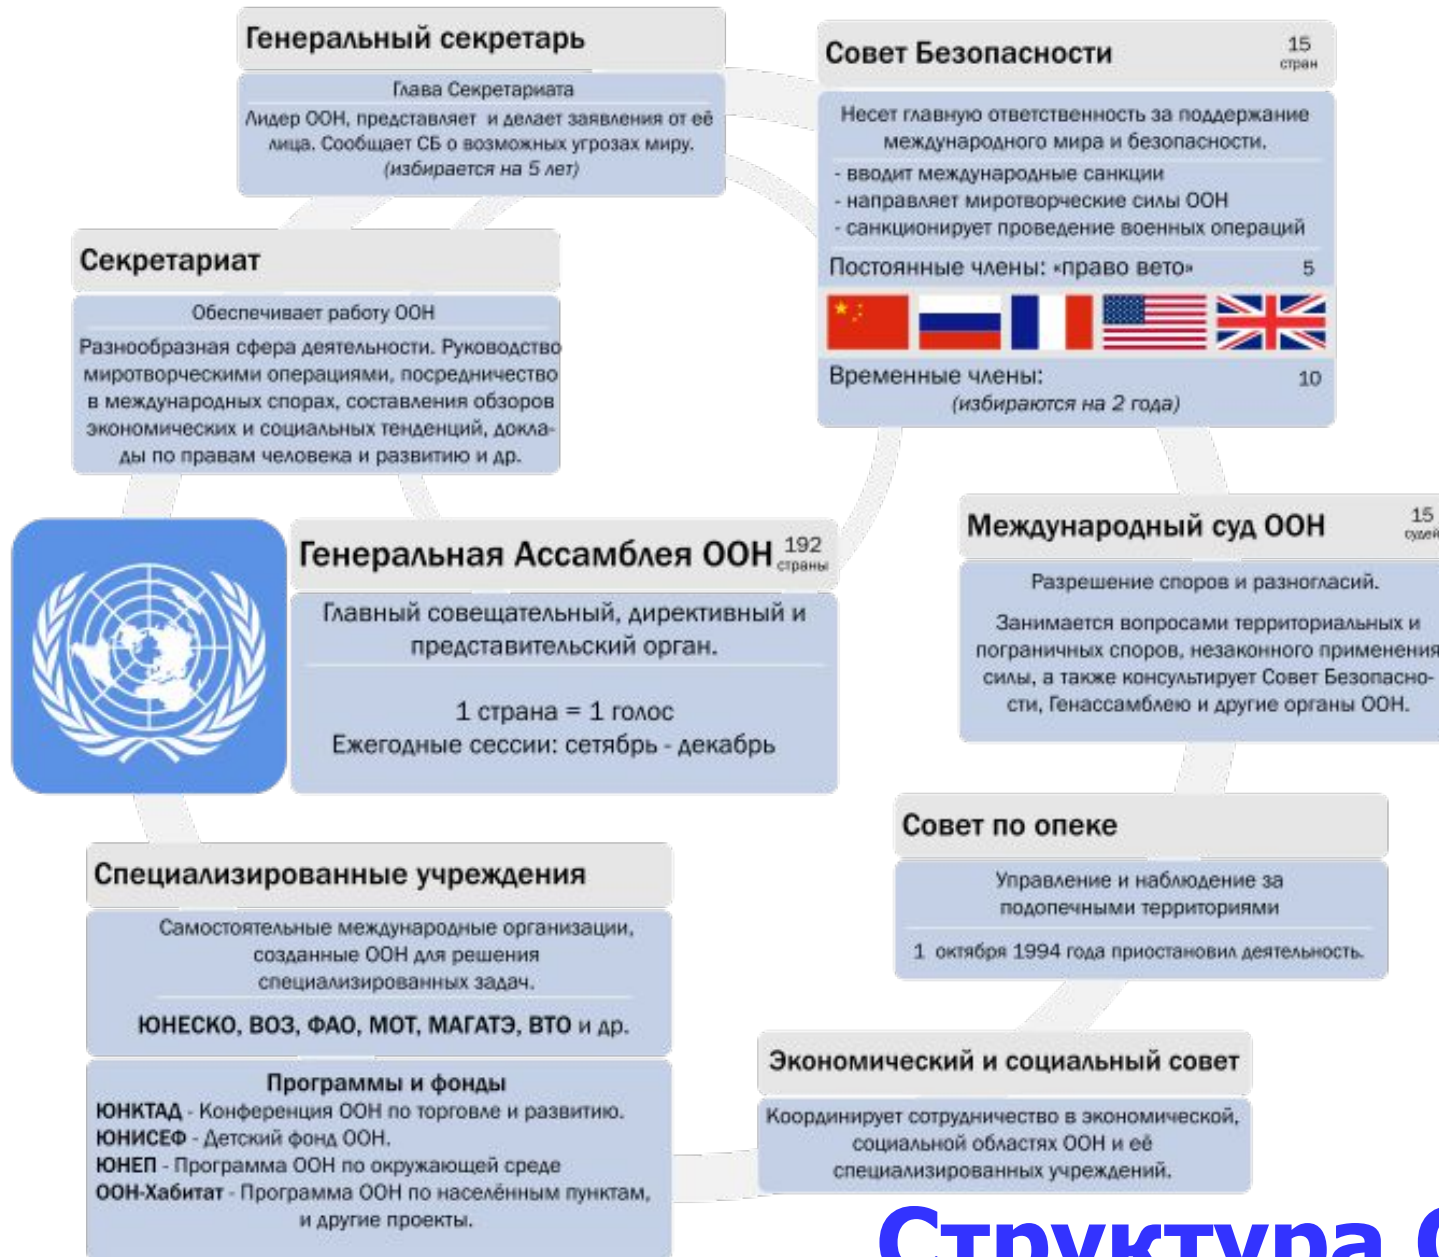 Генеральный секретарь
Глава Секретариата
Лидер ООН, представляет и делает заявления от её
лица. Сообщает СБ о возможных угрозах миру.
(избирается на 5 лет)
Совет Безопасности
15
стран
Несет главную ответственность за поддержание
международного мира и безопасности.
- вводит международные санкции
- направляет миротворческие силы ООН
- санкционирует проведение военных операций
Постоянные члены: «право вето» 5
Временные члены: 10
(избираются на 2 года)
Секретариат
Обеспечивает работу ООН
Разнообразная сфера деятельности. Руководство
миротворческими операциями, посредничество
в международных спорах, составления обзоров
экономических и социальных тенденций, докла-
ды по правам человека и развитию и др.
Генеральная Ассамблея ООН
192
страны
Главный совещательный, директивный и
представительский орган.
1 страна = 1 голос
Ежегодные сессии: сетябрь - декабрь
Международный суд ООН
15
судей
Разрешение споров и разногласий.
Занимается вопросами территориальных и
пограничных споров, незаконного применения
силы, а также консультирует Совет Безопасно-
сти, Генассамблею и другие органы ООН.
Совет по опеке
Управление и наблюдение за
подопечными территориями
1 октября 1994 года приостановил деятельность.
Специализированные учреждения
Самостоятельные международные организации,
созданные ООН для решения
специализированных задач.
ЮНЕСКО, ВОЗ, ФАО, МОТ, МАГАТЭ, ВТО и др.
Программы и фонды
ЮНКТАД - Конференция ООН по торговле и развитию.
ЮНИСЕФ - Детский фонд ООН.
ЮНЕП - Программа ООН по окружающей среде
ООН-Хабитат - Программа ООН по населённым пунктам,
и другие проекты.
Экономический и социальный совет
Координирует сотрудничество в экономической,
социальной областях ООН и её
специализированных учреждений.
Структура